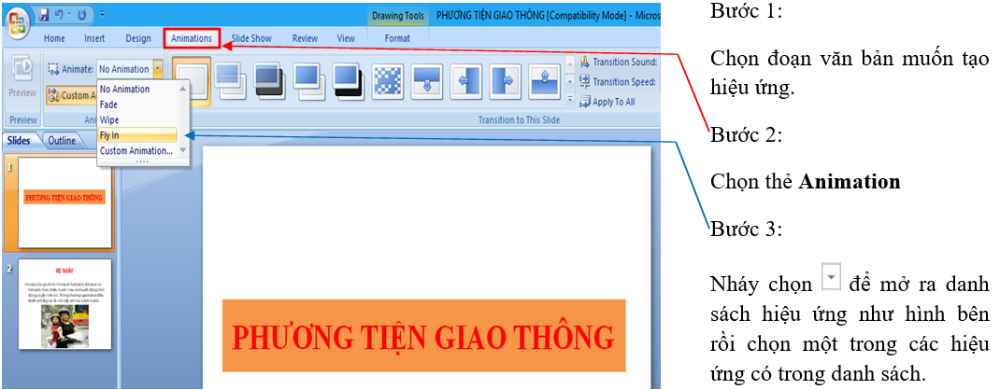 Drawing Tools
PHƯƠNG TIỆN GIAO THÔNG [Compatibility Mode] - Micros
Home Insert Design Animations Slide Show Review View Format
Preview
Animate: No Animation
Custom A
No Animation
Fade
Wipe
Fly In
Custom Animation...
Transition Sound:
Transition Speed:
Apply To All
Preview
Ani
Transition to This Slide
Slides Outline
1
PHƯƠNG TIỆN GIAO THÔNG
2
XE MÁY
PHƯƠNG TIỆN GIAO THÔNG
Bước 1:
Chọn đoạn văn bản muốn tạo
hiệu ứng.
Bước 2:
Chọn thẻ Animation
Bước 3:
Nháy chọn để mở ra danh
sách hiệu ứng như hình bên
rồi chọn một trong các hiệu
ứng có trong danh sách.